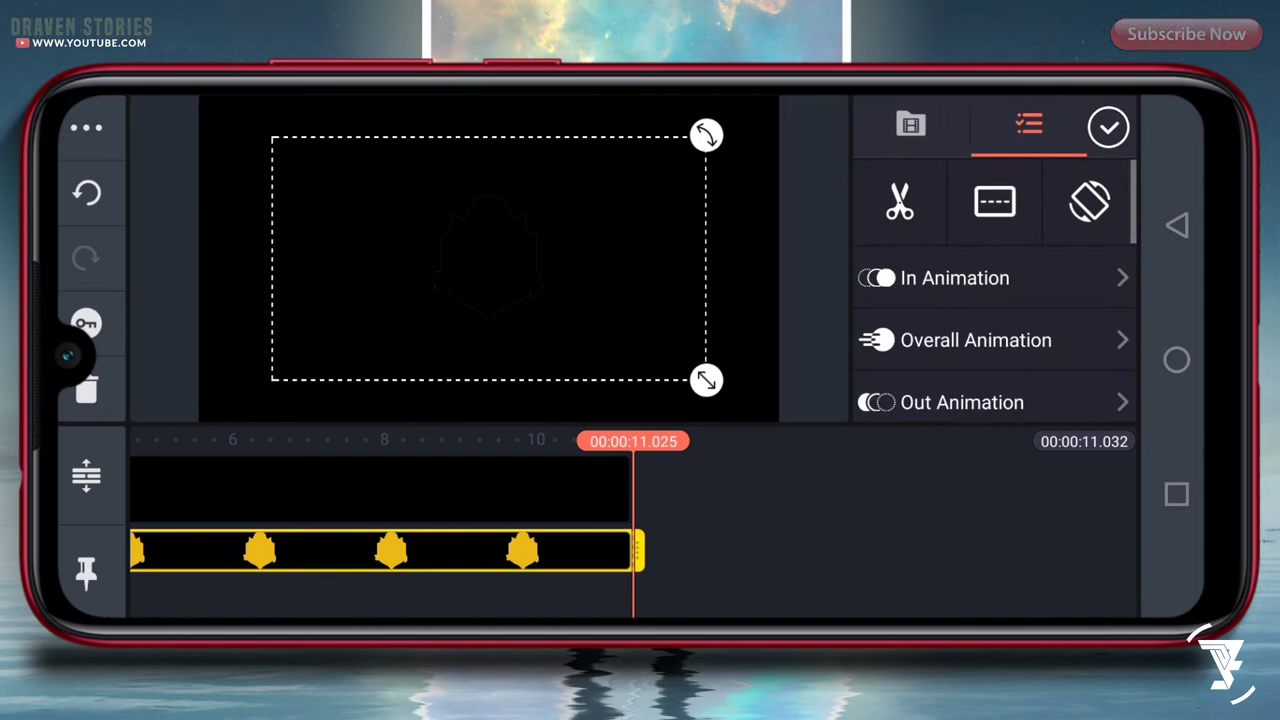 DRAVEN STORIES
WWW.YOUTUBE.COM
Subscribe Now
In Animation
Overall Animation
Out Animation
6
8
10
00:00:11.025
00:00:11.032